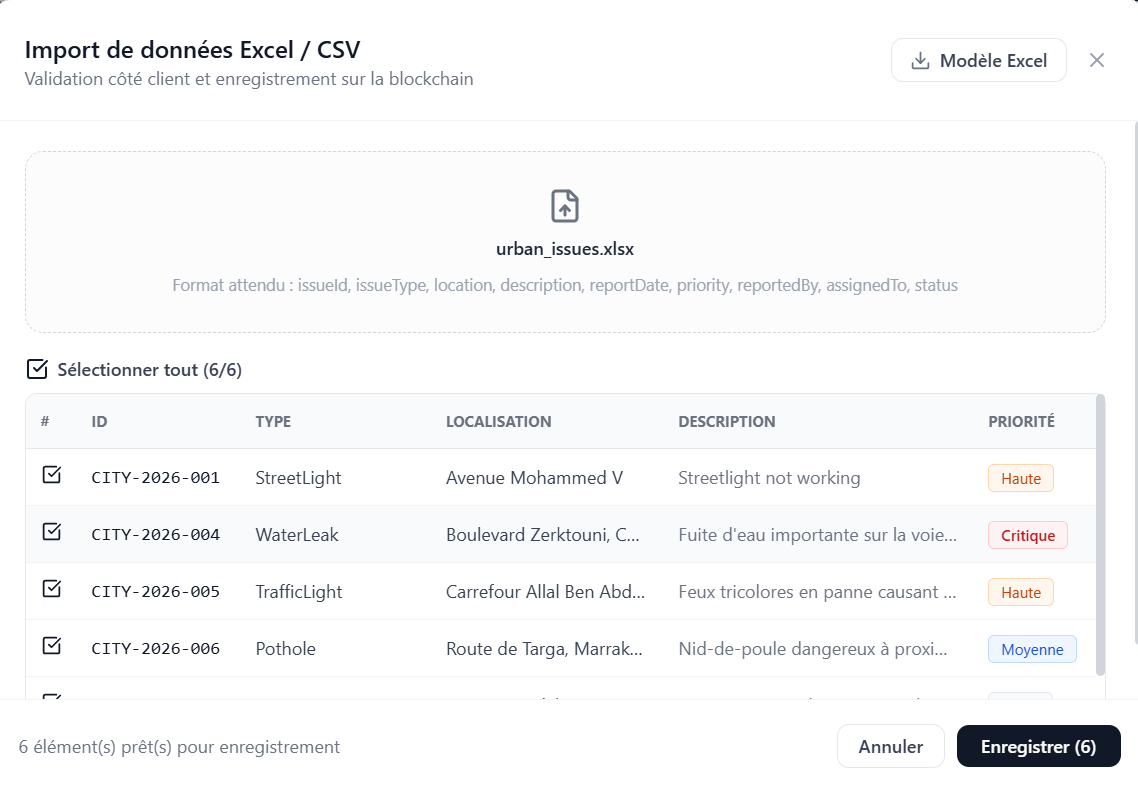 Import de données Excel / CSV
Validation côté client et enregistrement sur la blockchain
Modèle Excel
urban_issues.xlsx
Format attendu : issueId, issueType, location, description, reportDate, priority, reportedBy, assignedTo, status
Sélectionner tout (6/6)
# ID TYPE LOCALISATION DESCRIPTION PRIORITÉ
CITY-2026-001 StreetLight Avenue Mohammed V Streetlight not working Haute
CITY-2026-004 WaterLeak Boulevard Zerktouni, C... Fuite d'eau importante sur la voie... Critique
CITY-2026-005 TrafficLight Carrefour Allal Ben Abd... Feux tricolores en panne causant ... Haute
CITY-2026-006 Pothole Route de Targa, Marrak... Nid-de-poule dangereux à proxi... Moyenne
6 élément(s) prêt(s) pour enregistrement
Annuler
Enregistrer (6)